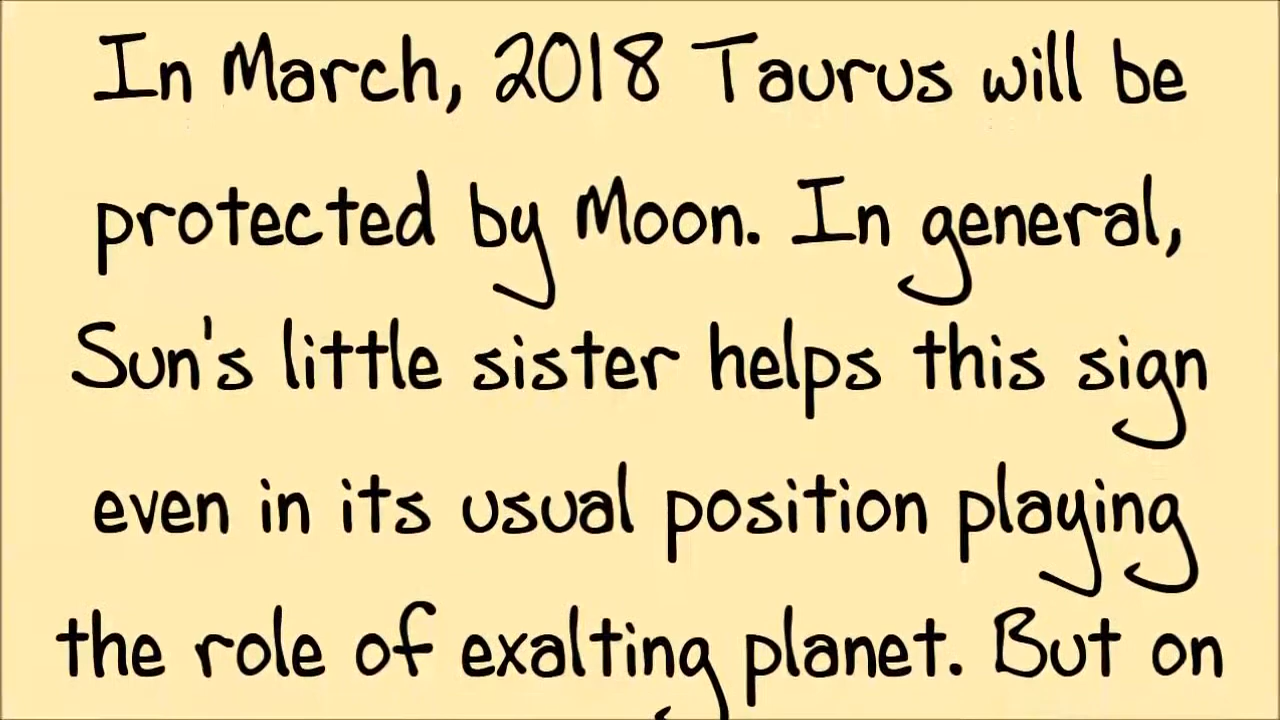 In March, 2018 Taurus will be
protected by Moon. In general,
Sun's little sister helps this sign
even in its usual position playing
the role of exalting planet. But on